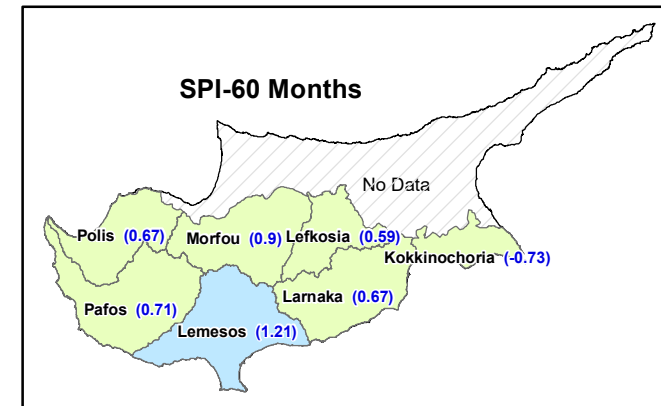 SPI-60 Months
No Data
Polis (0.67)
Morfou (0.9)
Lefkosia (0.59)
Kokkinochoria (-0.73)
Pafos (0.71)
Larnaka (0.67)
Lemesos (1.21)